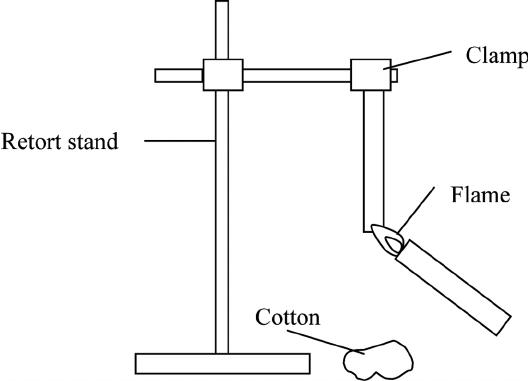 Clamp
Retort stand
Flame
Cotton